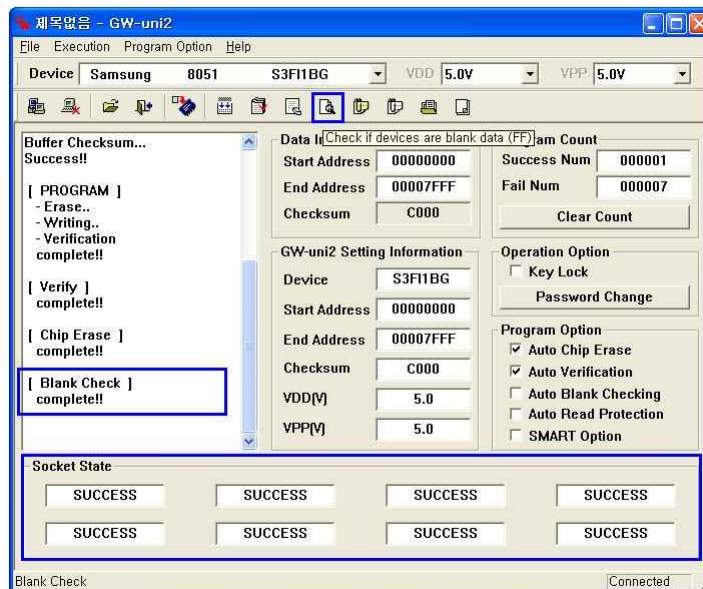 제목없음 - GW-uni2
File Execution Program Option Help
Device Samsung 8051 S3FI1BG VDD 5.0V VPP 5.0V
Check if devices are blank data (FF)
Buffer Checksum...
Success!!
[ PROGRAM ]
- Erase..
- Writing..
- Verification
complete!!
[ Verify ]
complete!!
[ Chip Erase ]
complete!!
[ Blank Check ]
complete!!
Data I
Start Address 00000000
End Address 00007FFF
Checksum C000
GW-uni2 Setting Information
Device S3FI1BG
Start Address 00000000
End Address 00007FFF
Checksum C000
VDD(V) 5.0
VPP(V) 5.0
am Count
Success Num 000001
Fail Num 000007
Clear Count
Operation Option
Key Lock
Password Change
Program Option
Auto Chip Erase
Auto Verification
Auto Blank Checking
Auto Read Protection
SMART Option
Socket State
SUCCESS SUCCESS SUCCESS SUCCESS
SUCCESS SUCCESS SUCCESS SUCCESS
Blank Check Connected